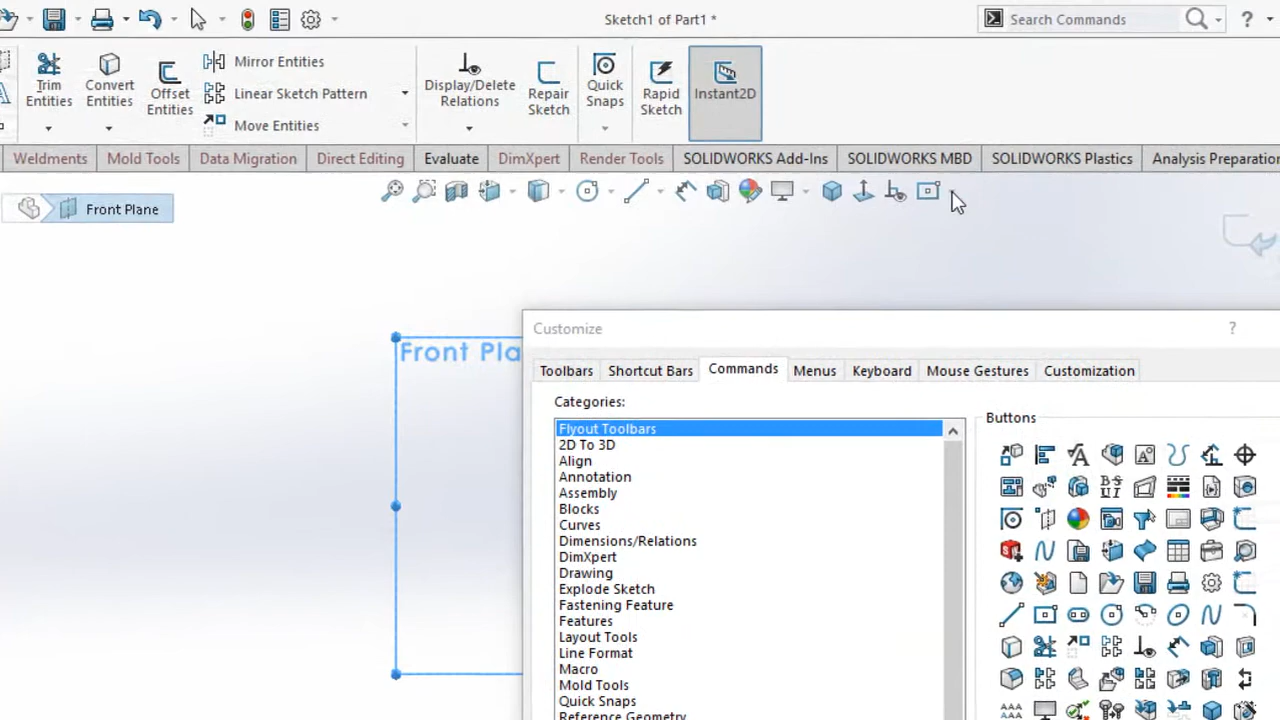 Sketch1 of Part1 *
Search Commands
?
Trim Entities
Convert Entities
Offset Entities
Mirror Entities
Linear Sketch Pattern
Move Entities
Display/Delete Relations
Repair Sketch
Quick Snaps
Rapid Sketch
Instant2D
Weldments
Mold Tools
Data Migration
Direct Editing
Evaluate
DimXpert
Render Tools
SOLIDWORKS Add-Ins
SOLIDWORKS MBD
SOLIDWORKS Plastics
Analysis Preparation
Front Plane
Front Pla
Customize
?
Toolbars
Shortcut Bars
Commands
Menus
Keyboard
Mouse Gestures
Customization
Categories:
Buttons
Flyout Toolbars
2D To 3D
Align
Annotation
Assembly
Blocks
Curves
Dimensions/Relations
DimXpert
Drawing
Explode Sketch
Fastening Feature
Features
Layout Tools
Line Format
Macro
Mold Tools
Quick Snaps
Reference Geometry